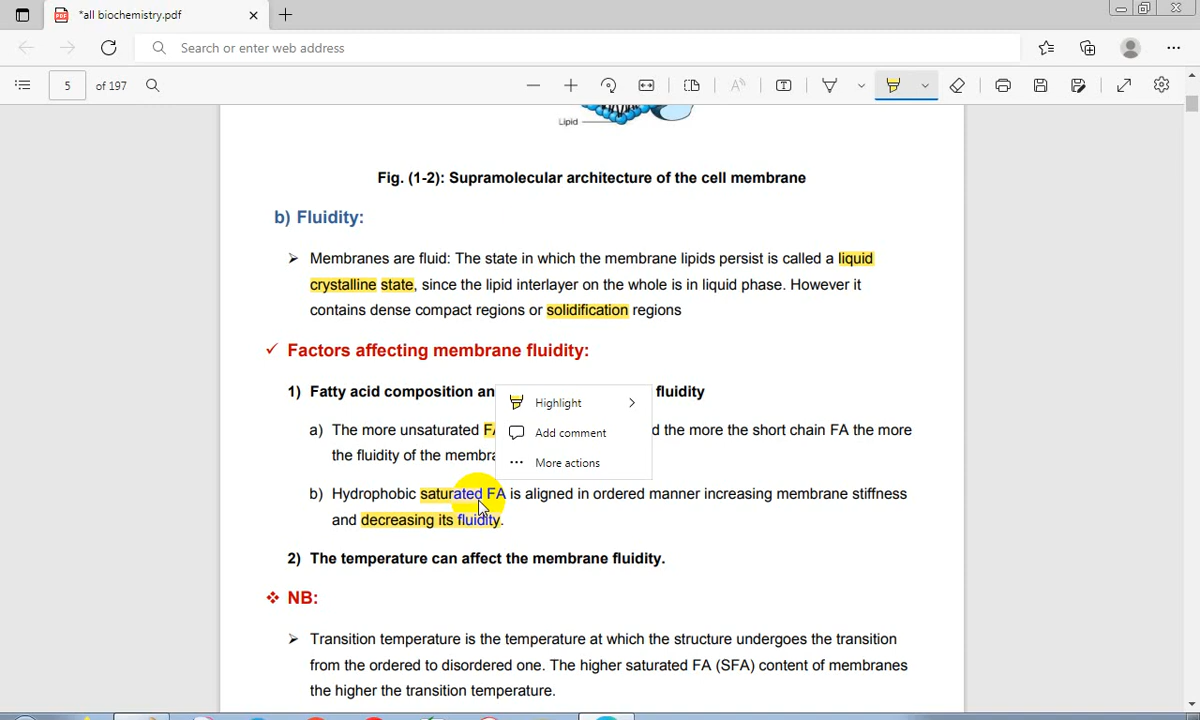 *all biochemistry.pdf
Search or enter web address
5 of 197
Lipid
Fig. (1-2): Supramolecular architecture of the cell membrane
b) Fluidity:
Membranes are fluid: The state in which the membrane lipids persist is called a liquid
crystalline state, since the lipid interlayer on the whole is in liquid phase. However it
contains dense compact regions or solidification regions
✓ Factors affecting membrane fluidity:
1) Fatty acid composition an fluidity
Highlight
a) The more unsaturated F d the more the short chain FA the more
Add comment
the fluidity of the membra
More actions
b) Hydrophobic saturated FA is aligned in ordered manner increasing membrane stiffness
and decreasing its fluidity.
2) The temperature can affect the membrane fluidity.
❖ NB:
Transition temperature is the temperature at which the structure undergoes the transition
from the ordered to disordered one. The higher saturated FA (SFA) content of membranes
the higher the transition temperature.